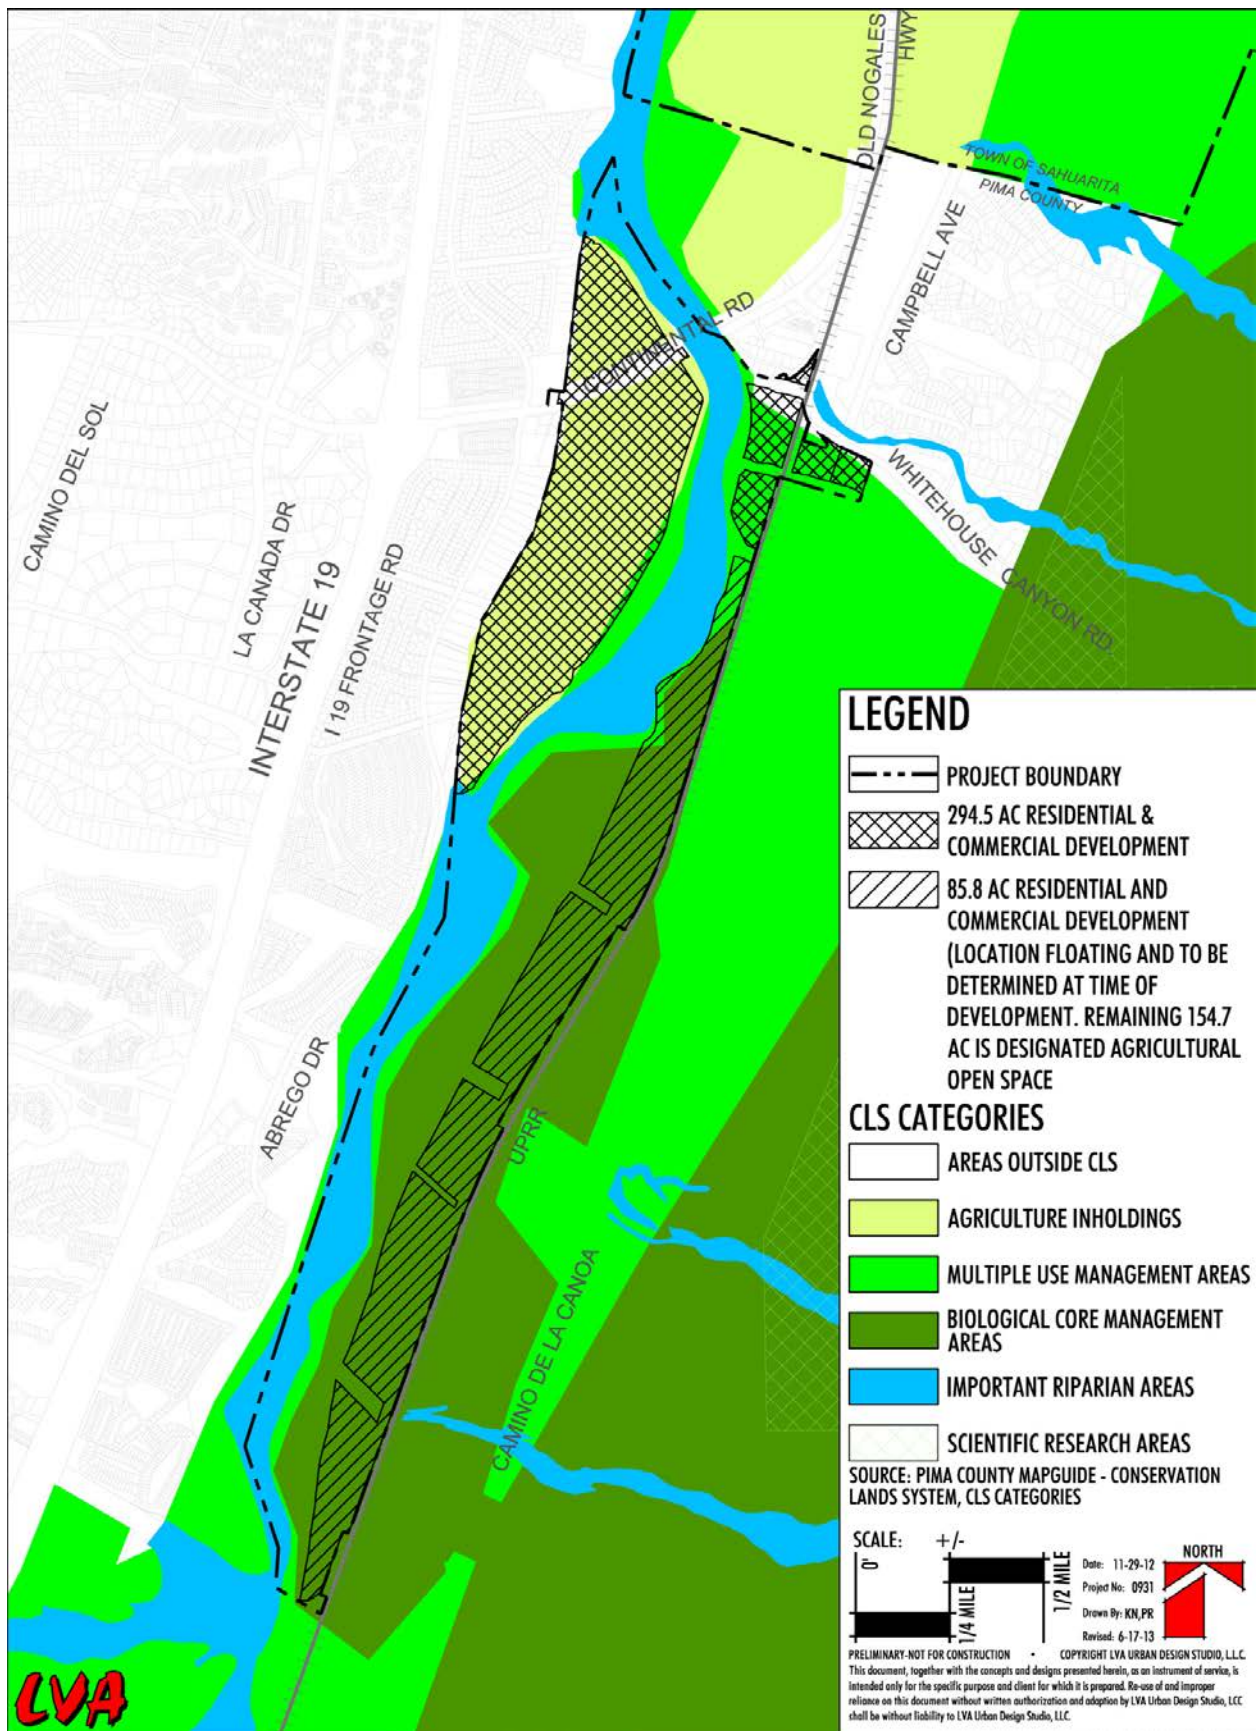 OLD NOGALES
HWY
TOWN OF SAHUARITA
PIMA COUNTY
CAMPBELL AVE
CONTINENTAL RD
WHITEHOUSE CANYON RD.
CAMINO DEL SOL
LA CANADA DR
INTERSTATE 19
I 19 FRONTAGE RD
ABREGO DR
UPRR
CAMINO DE LA CANOA
LEGEND
PROJECT BOUNDARY
294.5 AC RESIDENTIAL &
COMMERCIAL DEVELOPMENT
85.8 AC RESIDENTIAL AND
COMMERCIAL DEVELOPMENT
(LOCATION FLOATING AND TO BE
DETERMINED AT TIME OF
DEVELOPMENT. REMAINING 154.7
AC IS DESIGNATED AGRICULTURAL
OPEN SPACE
CLS CATEGORIES
AREAS OUTSIDE CLS
AGRICULTURE INHOLDINGS
MULTIPLE USE MANAGEMENT AREAS
BIOLOGICAL CORE MANAGEMENT
AREAS
IMPORTANT RIPARIAN AREAS
SCIENTIFIC RESEARCH AREAS
SOURCE: PIMA COUNTY MAPGUIDE - CONSERVATION
LANDS SYSTEM, CLS CATEGORIES
SCALE: +/-
0'
1/4 MILE
1/2 MILE
Date: 11-29-12
Project No: 0931
Drawn By: KN,PR
Revised: 6-17-13
NORTH
PRELIMINARY-NOT FOR CONSTRUCTION • COPYRIGHT LVA URBAN DESIGN STUDIO, L.L.C.
This document, together with the concepts and designs presented herein, as an instrument of service, is
intended only for the specific purpose and client for which it is prepared. Re-use of and improper
reliance on this document without written authorization and adaption by LVA Urban Design Studio, LCC
shall be without liability to LVA Urban Design Studio, LLC.
LVA